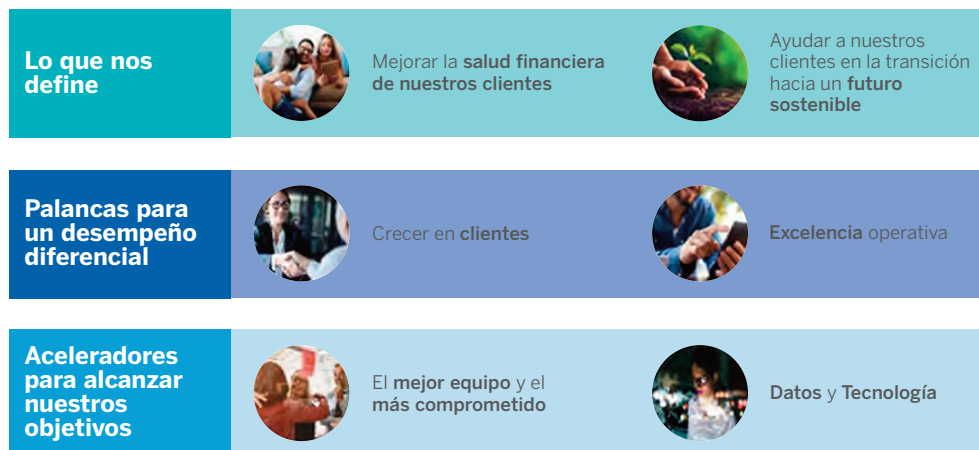 Lo que nos
define
Mejorar la salud financiera
de nuestros clientes
Ayudar a nuestros
clientes en la transición
hacia un futuro
sostenible
Palancas para
un desempeño
diferencial
Crecer en clientes
Excelencia operativa
Aceleradores
para alcanzar
nuestros
objetivos
El mejor equipo y el
más comprometido
Datos y Tecnología